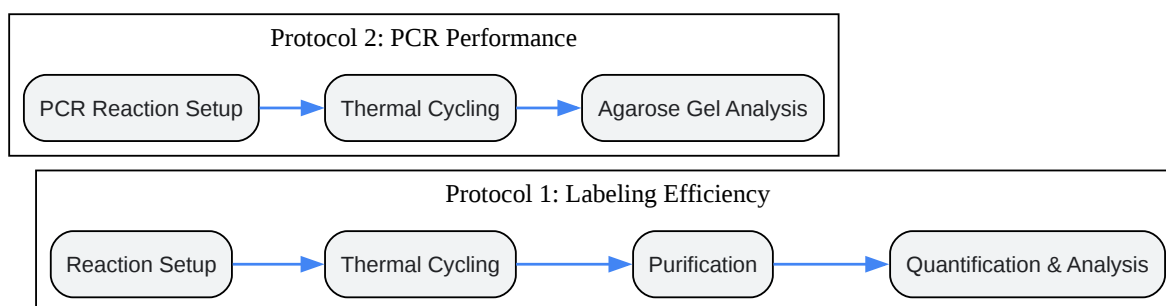 Protocol 2: PCR Performance
PCR Reaction Setup
Thermal Cycling
Agarose Gel Analysis
Protocol 1: Labeling Efficiency
Reaction Setup
Thermal Cycling
Purification
Quantification & Analysis